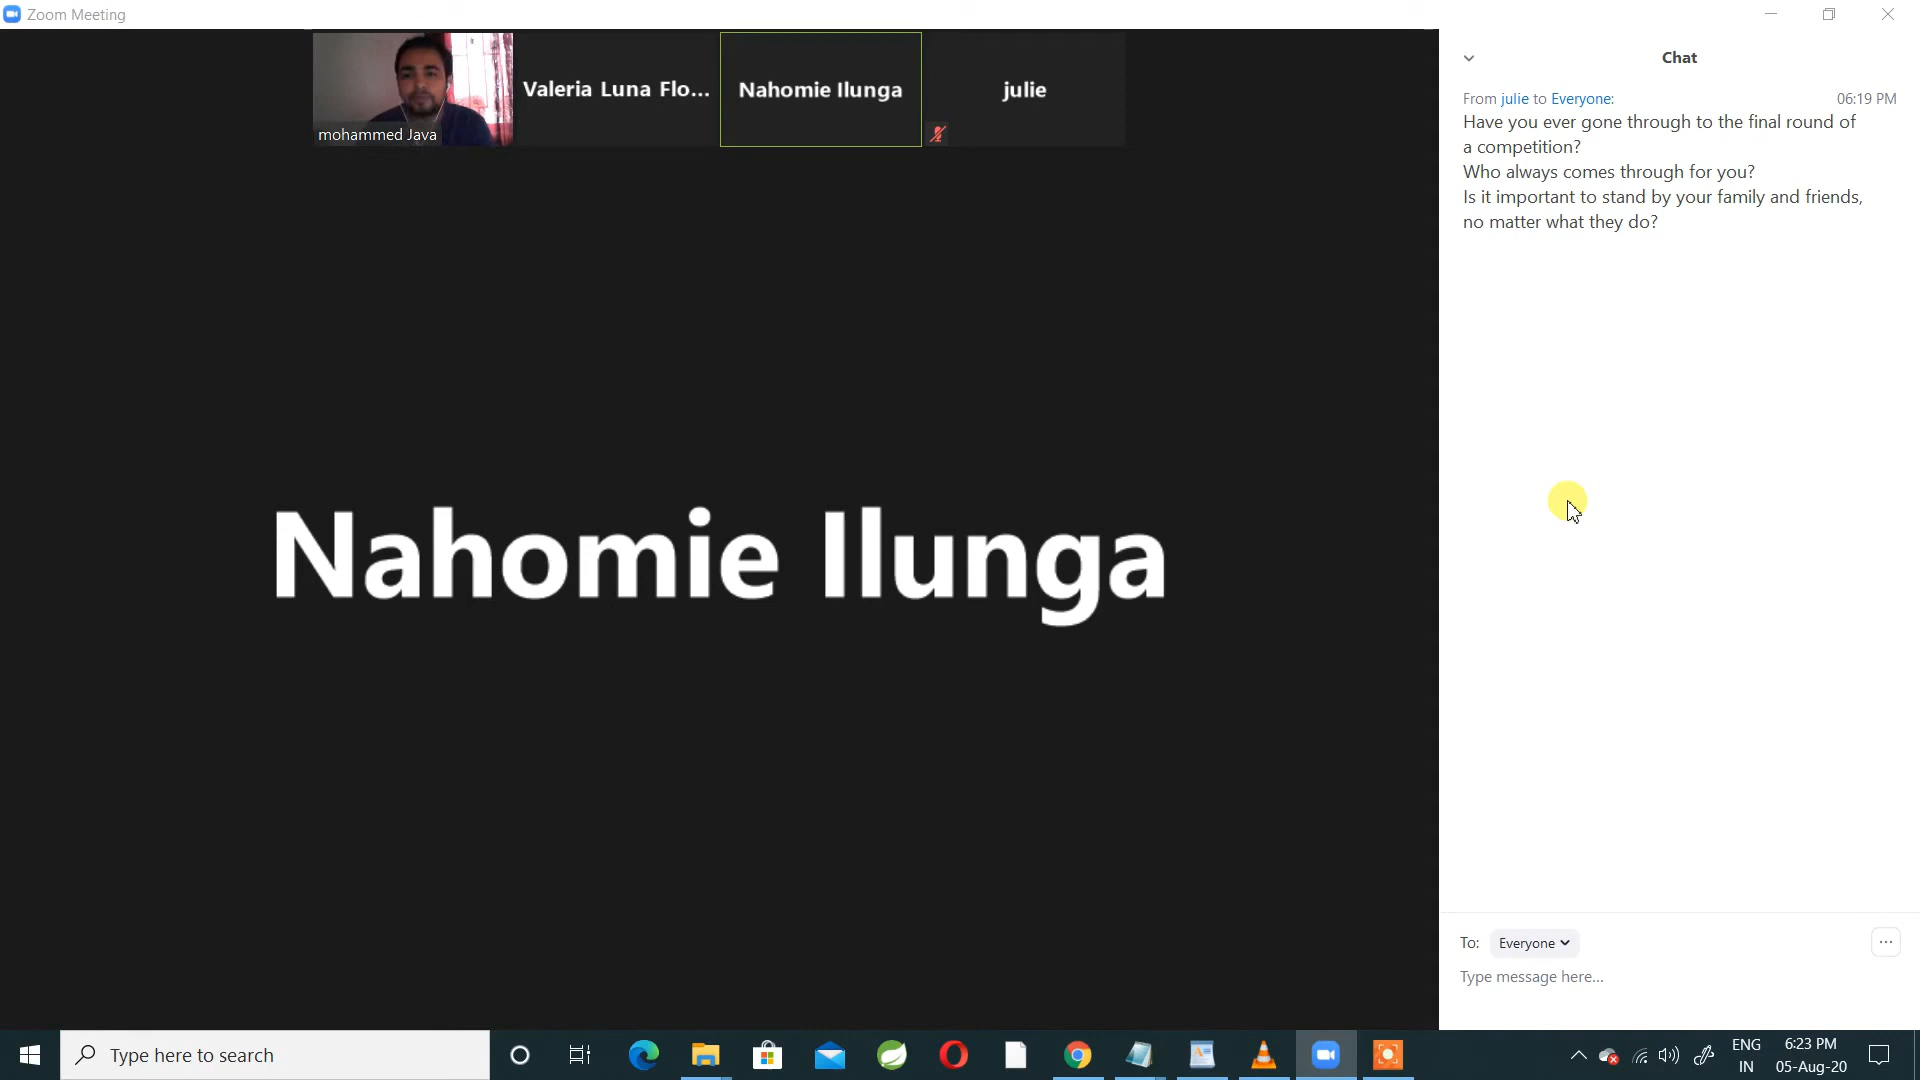 Zoom Meeting
mohammed Java
Valeria Luna Flo...
Nahomie Ilunga
julie
Nahomie Ilunga
Chat
From julie to Everyone: 06:19 PM
Have you ever gone through to the final round of
a competition?
Who always comes through for you?
Is it important to stand by your family and friends,
no matter what they do?
To: Everyone
Type message here...
Type here to search
ENG
IN
6:23 PM
05-Aug-20